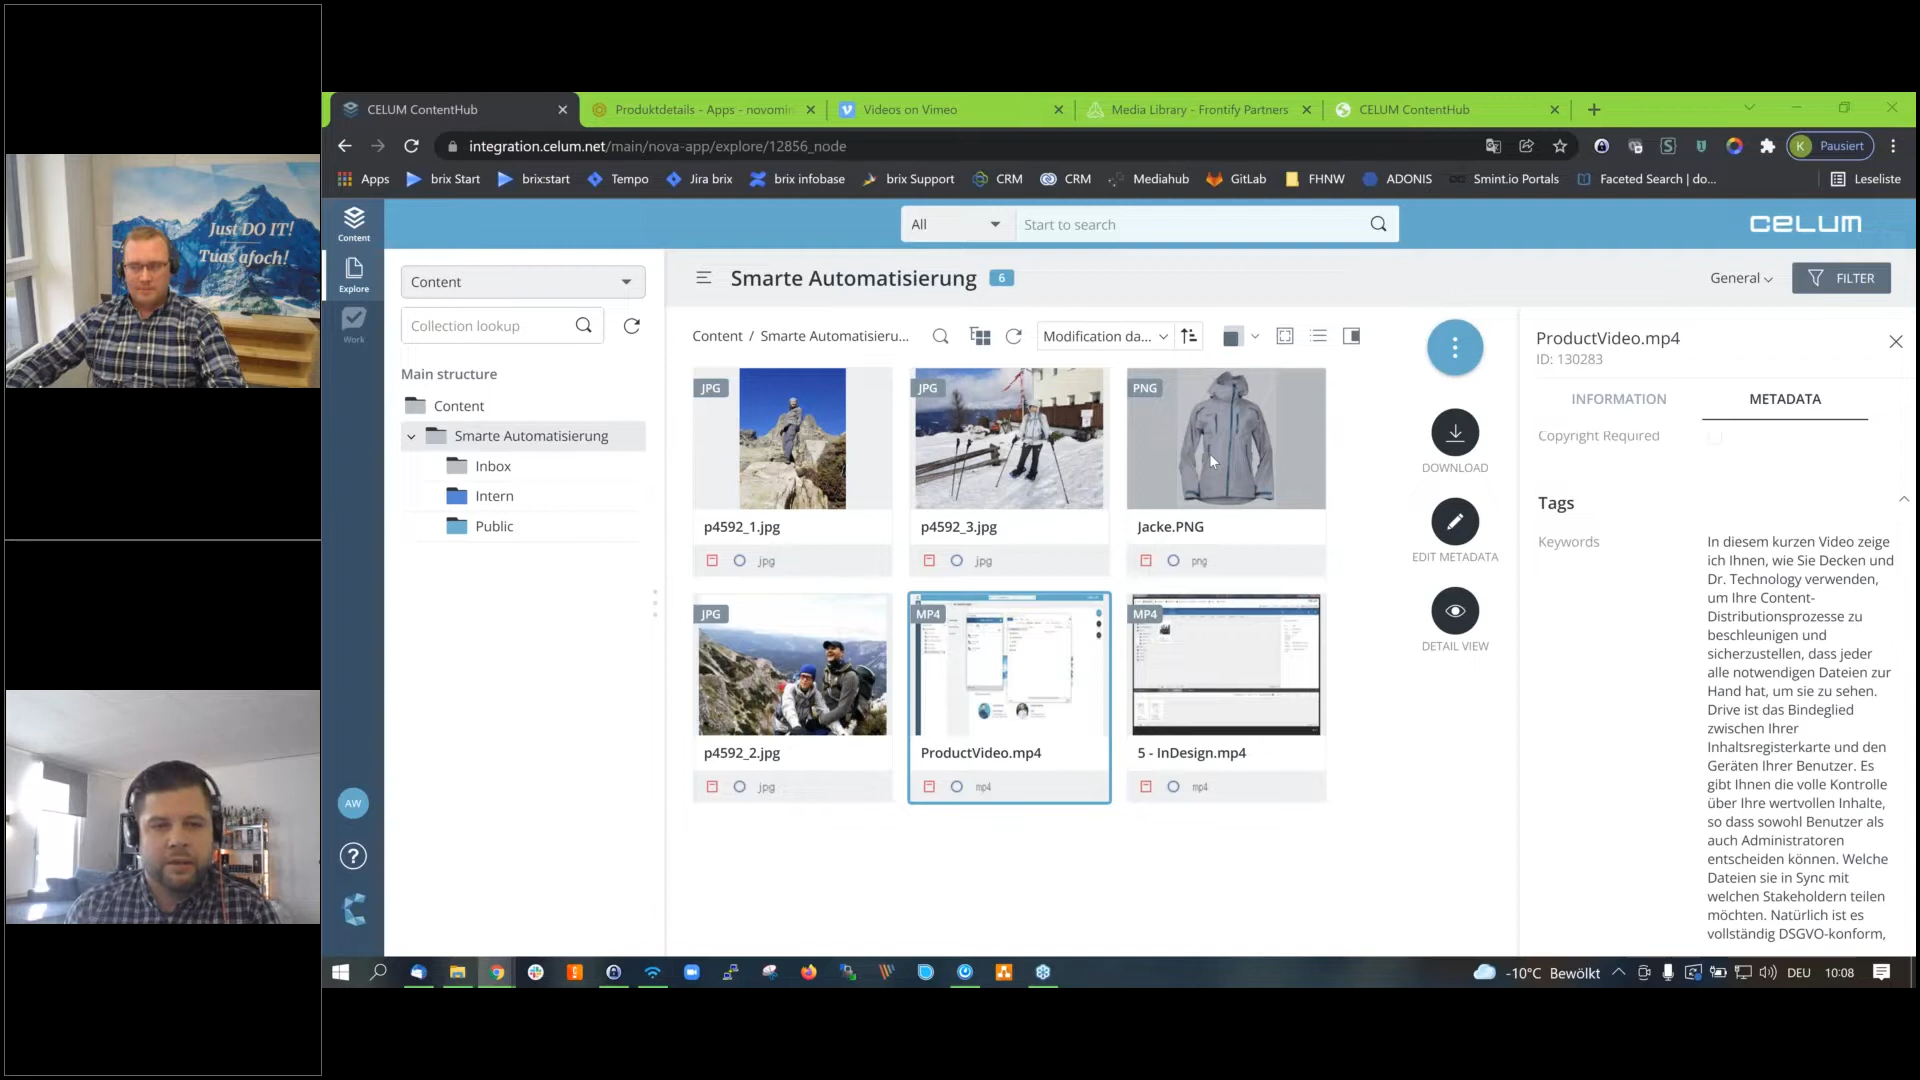 Just DO IT!
Tuas afoch!
CELUM ContentHub
Produktdetails - Apps - novomin
Videos on Vimeo
Media Library - Frontify Partners
CELUM ContentHub
integration.celum.net/main/nova-app/explore/12856_node
K Pausiert
Apps
brix Start
brix:start
Tempo
Jira brix
brix infobase
brix Support
CRM
CRM
Mediahub
GitLab
FHNW
ADONIS
Smint.io Portals
Faceted Search | do...
Leseliste
Content
Explore
Work
AW
All
Start to search
CELUM
Content
Collection lookup
Main structure
Content
Smarte Automatisierung
Inbox
Intern
Public
Smarte Automatisierung 6
General
FILTER
Content / Smarte Automatisieru...
Modification da...
JPG
p4592_1.jpg
jpg
JPG
p4592_3.jpg
jpg
PNG
Jacke.PNG
png
JPG
p4592_2.jpg
jpg
MP4
ProductVideo.mp4
mp4
MP4
5 - InDesign.mp4
mp4
DOWNLOAD
EDIT METADATA
DETAIL VIEW
ProductVideo.mp4
ID: 130283
INFORMATION
METADATA
Copyright Required
Tags
Keywords
In diesem kurzen Video zeige
ich Ihnen, wie Sie Decken und
Dr. Technology verwenden,
um Ihre Content-
Distributionsprozesse zu
beschleunigen und
sicherzustellen, dass jeder
alle notwendigen Dateien zur
Hand hat, um sie zu sehen.
Drive ist das Bindeglied
zwischen Ihrer
Inhaltsregisterkarte und den
Geräten Ihrer Benutzer. Es
gibt Ihnen die volle Kontrolle
über Ihre wertvollen Inhalte,
so dass sowohl Benutzer als
auch Administratoren
entscheiden können. Welche
Dateien sie in Sync mit
welchen Stakeholdern teilen
möchten. Natürlich ist es
vollständig DSGVO-konform,
-10°C Bewölkt
DEU
10:08